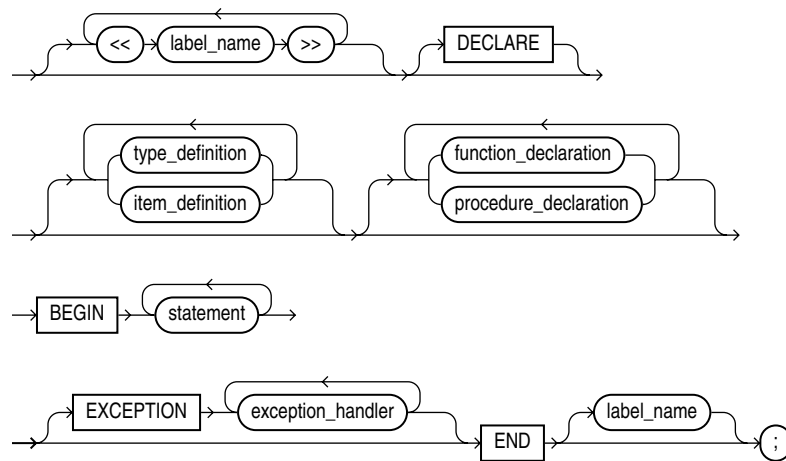 << label_name >> DECLARE
type_definition function_declaration
item_definition procedure_declaration
BEGIN statement
EXCEPTION exception_handler label_name
END ;